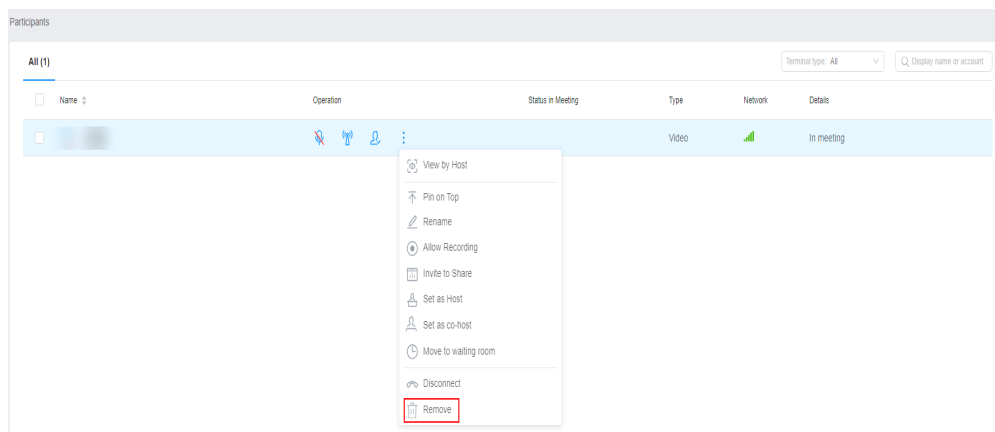 Participants
All (1)
Terminal type: All
Display name or account
Name Operation Status in Meeting Type Network Details
Video In meeting
View by Host
Pin on Top
Rename
Allow Recording
Invite to Share
Set as Host
Set as co-host
Move to waiting room
Disconnect
Remove